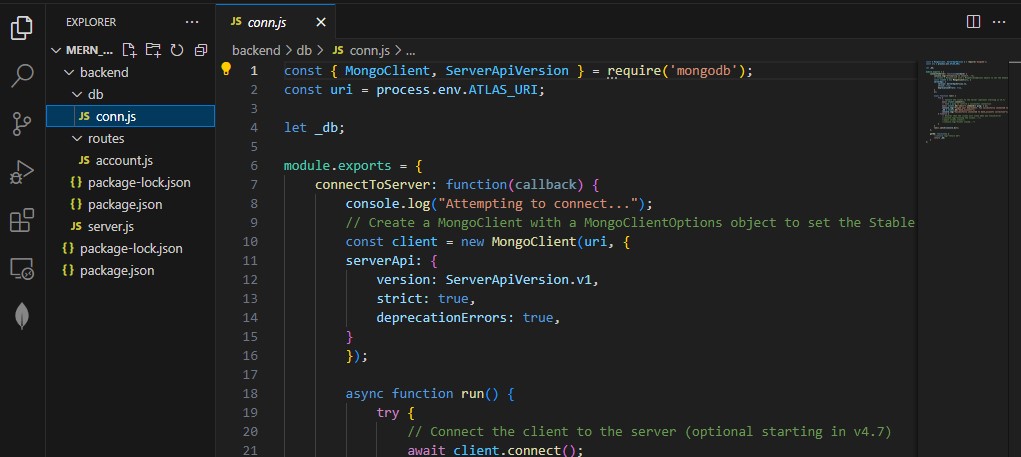 EXPLORER
···
MERN_...
backend
db
JS conn.js
routes
JS account.js
{} package-lock.json
{} package.json
JS server.js
{} package-lock.json
{} package.json
JS conn.js ×
···
backend > db > JS conn.js > ...
1 const { MongoClient, ServerApiVersion } = require('mongodb');
2 const uri = process.env.ATLAS_URI;
3
4 let _db;
5
6 module.exports = {
7 connectToServer: function(callback) {
8 console.log("Attempting to connect...");
9 // Create a MongoClient with a MongoClientOptions object to set the Stable
10 const client = new MongoClient(uri, {
11 serverApi: {
12 version: ServerApiVersion.v1,
13 strict: true,
14 deprecationErrors: true,
15 }
16 });
17
18 async function run() {
19 try {
20 // Connect the client to the server (optional starting in v4.7)
21 await client.connect();